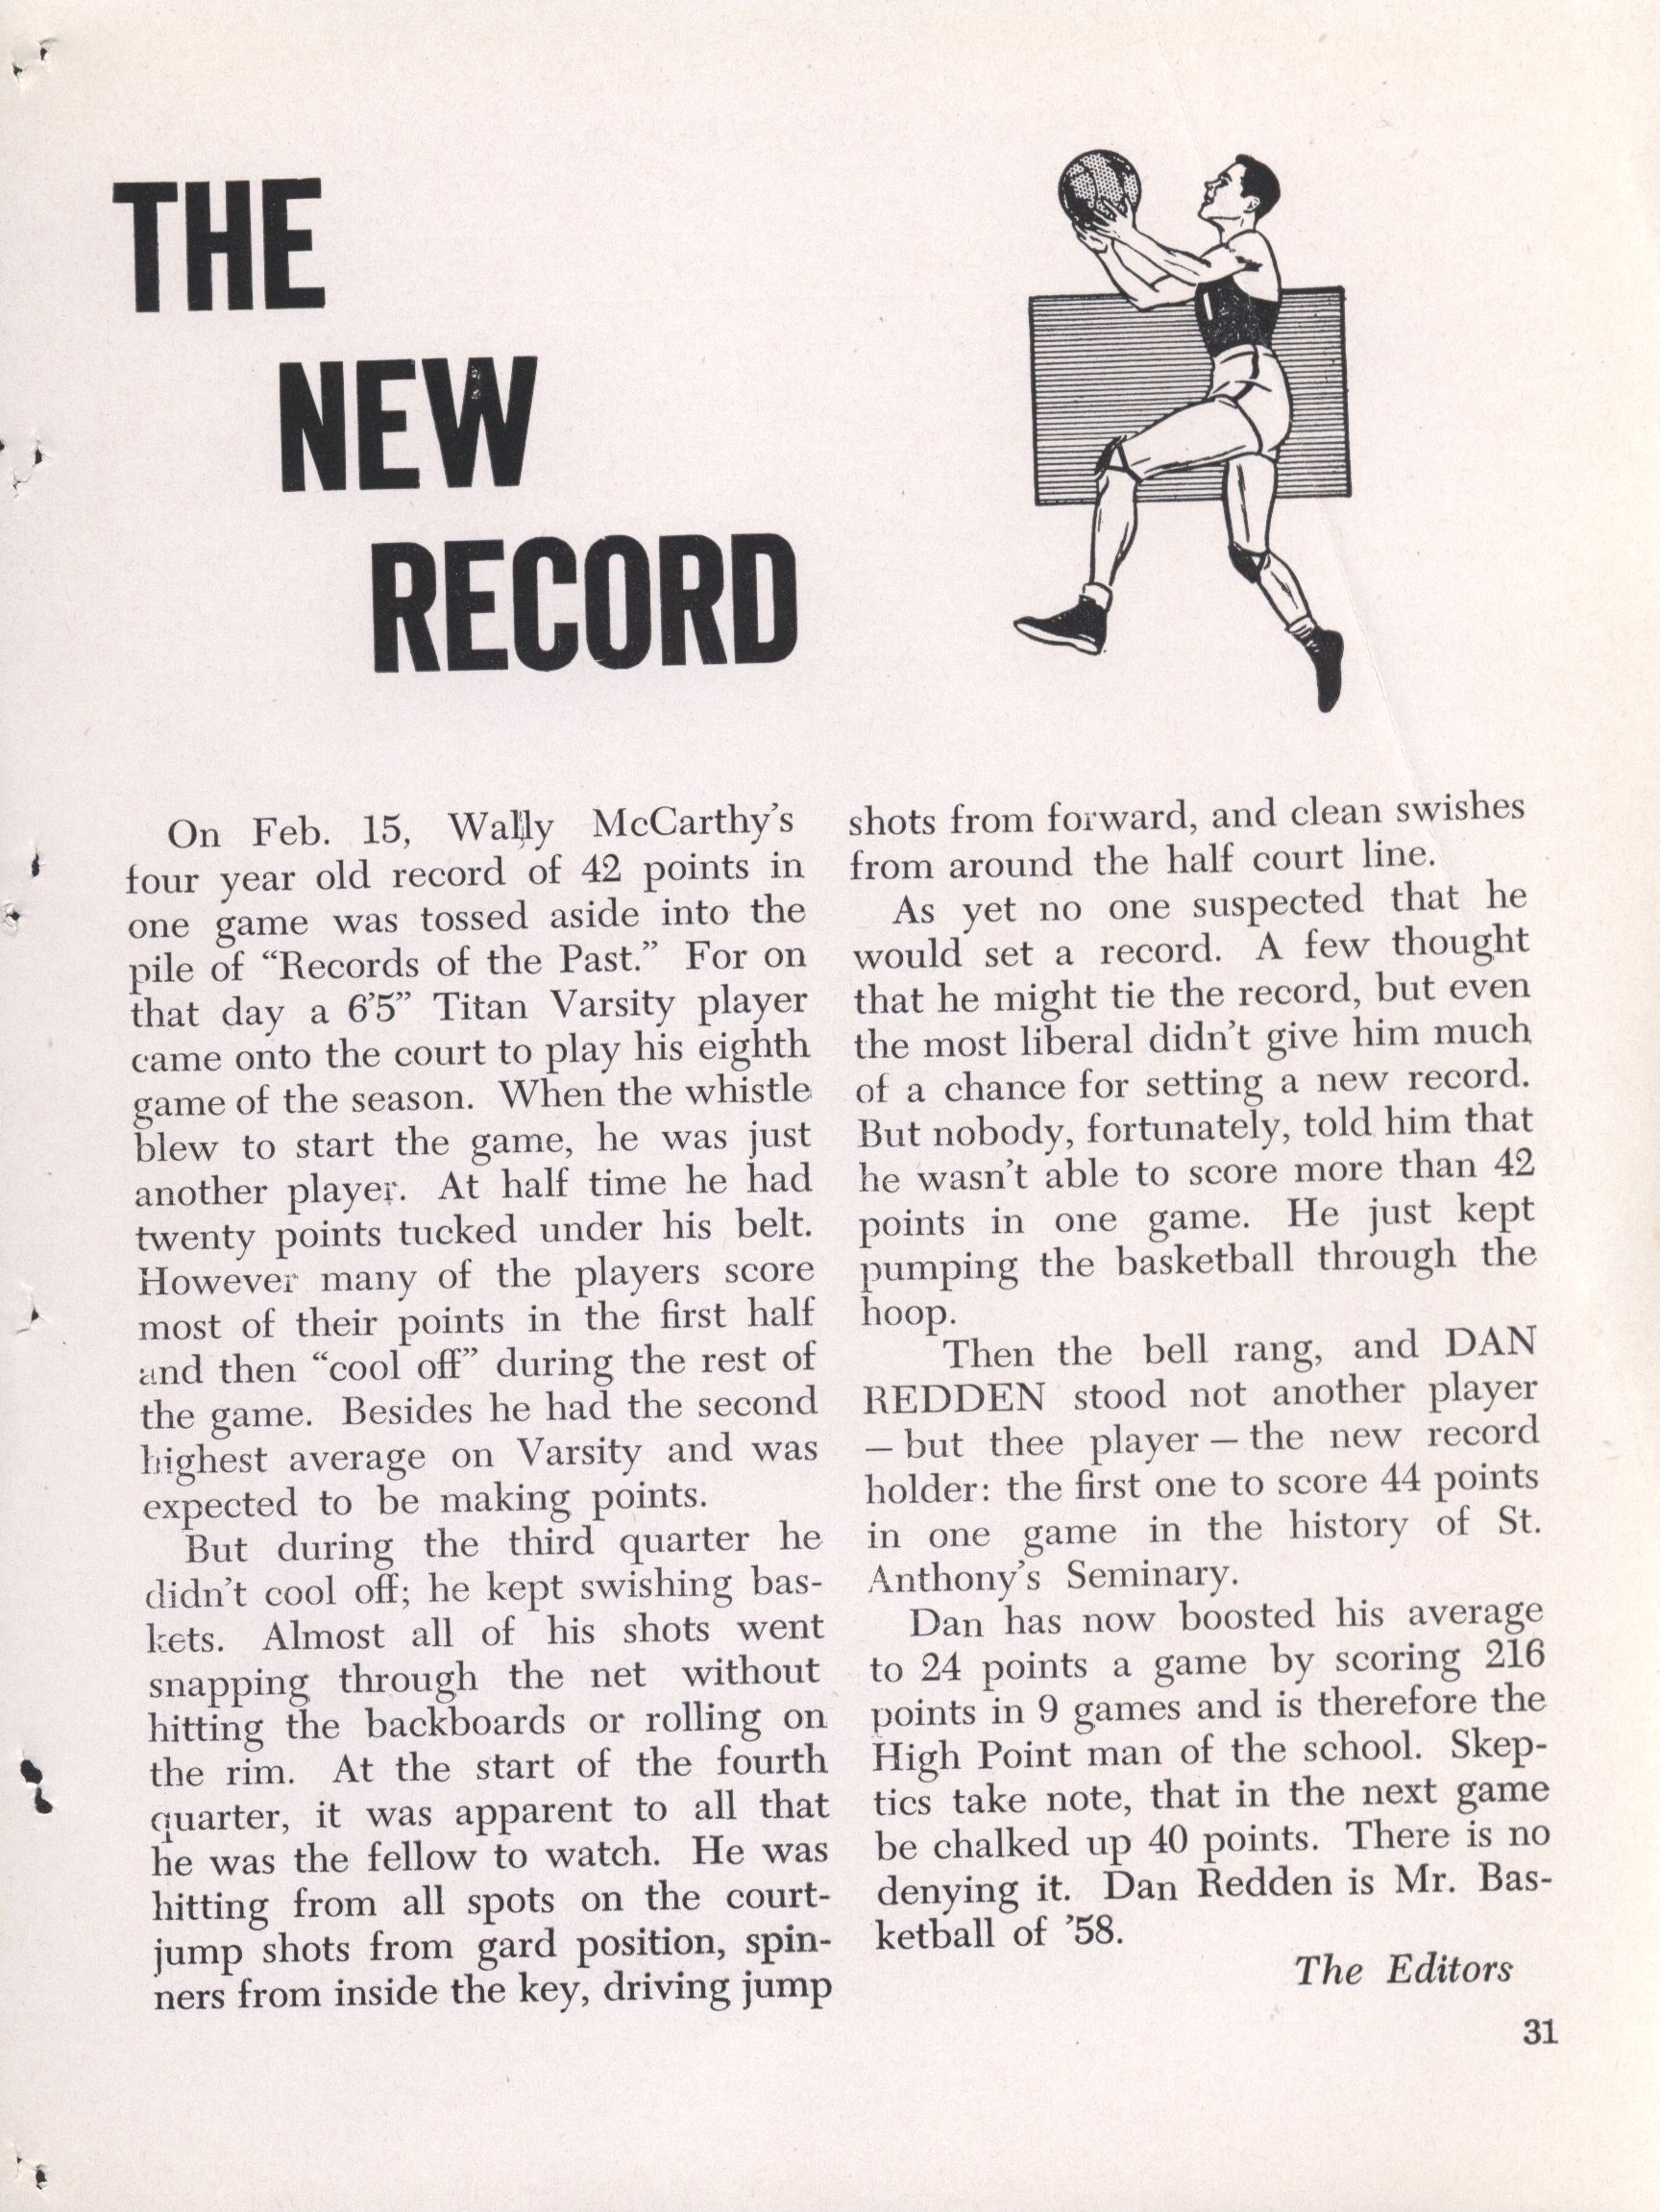 THE
NEW
RECORD
On Feb. 15, Wally McCarthy's
four year old record of 42 points in
one game was tossed aside into the
pile of “Records of the Past.” For on
that day a 6'5” Titan Varsity player
came onto the court to play his eighth
game of the season. When the whistle
blew to start the game, he was just
another player. At half time he had
twenty points tucked under his belt.
However many of the players score
most of their points in the first half
and then “cool off” during the rest of
the game. Besides he had the second
highest average on Varsity and was
expected to be making points.
But during the third quarter he
didn't cool off; he kept swishing bas-
kets. Almost all of his shots went
snapping through the net without
hitting the backboards or rolling on
the rim. At the start of the fourth
quarter, it was apparent to all that
he was the fellow to watch. He was
hitting from all spots on the court-
jump shots from gard position, spin-
ners from inside the key, driving jump
shots from forward, and clean swishes
from around the half court line.
As yet no one suspected that he
would set a record. A few thought
that he might tie the record, but even
the most liberal didn't give him much
of a chance for setting a new record.
But nobody, fortunately, told him that
he wasn't able to score more than 42
points in one game. He just kept
pumping the basketball through the
hoop.
Then the bell rang, and DAN
REDDEN stood not another player
— but thee player — the new record
holder: the first one to score 44 points
in one game in the history of St.
Anthony's Seminary.
Dan has now boosted his average
to 24 points a game by scoring 216
points in 9 games and is therefore the
High Point man of the school. Skep-
tics take note, that in the next game
be chalked up 40 points. There is no
denying it. Dan Redden is Mr. Bas-
ketball of '58.
The Editors
31